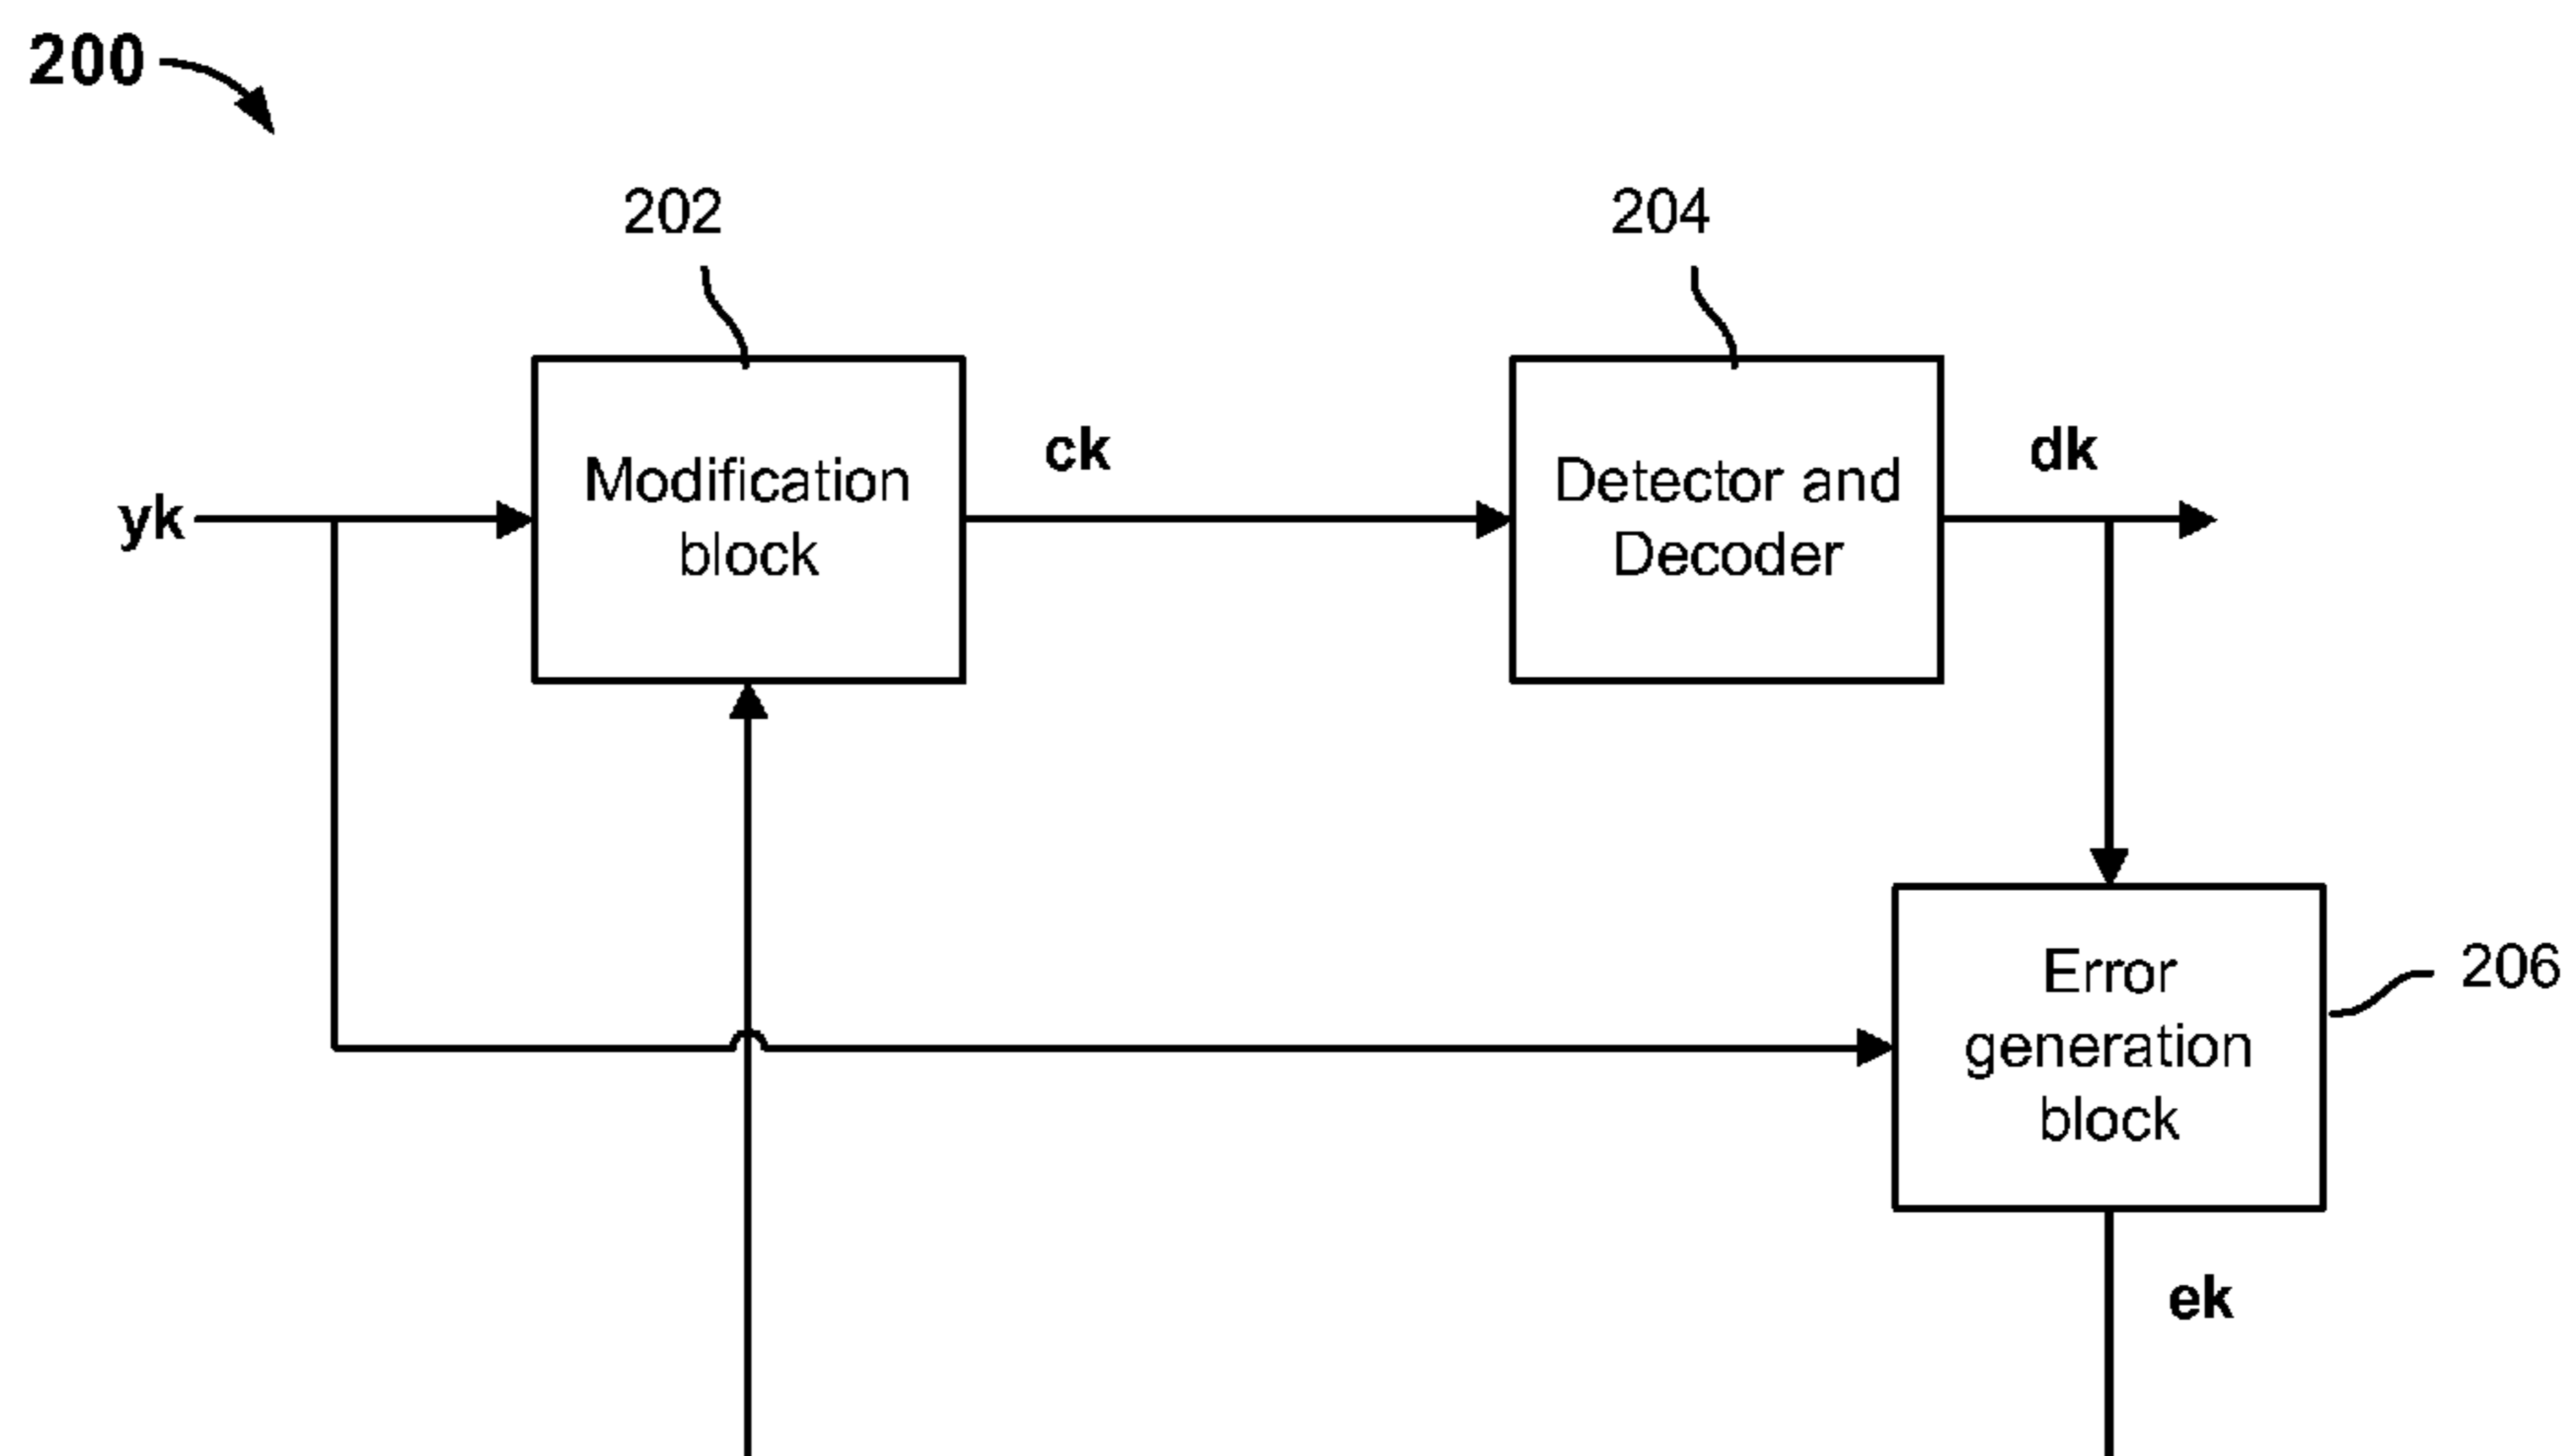 200
202
204
yk
Modification
block
ck
Detector and
Decoder
dk
Error
generation
block
206
ek